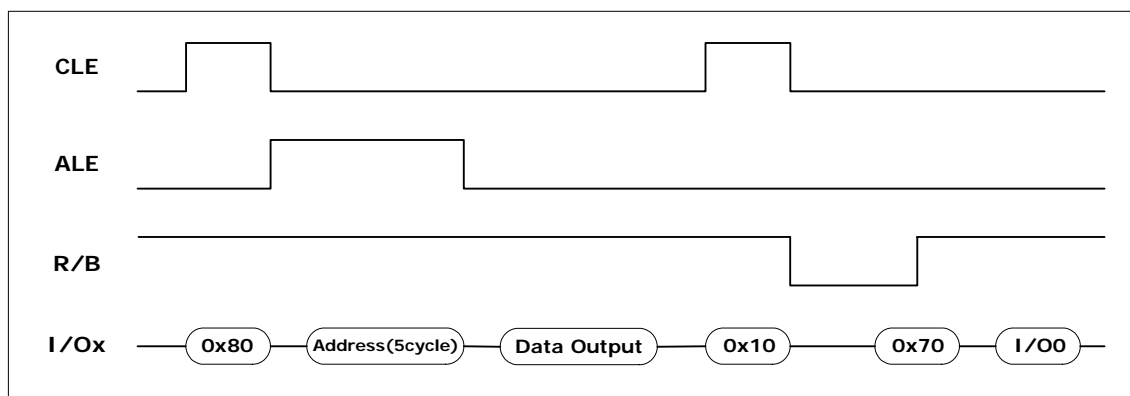 CLE
ALE
R/B
I/Ox 0x80 Address(5cycle) Data Output 0x10 0x70 I/O0